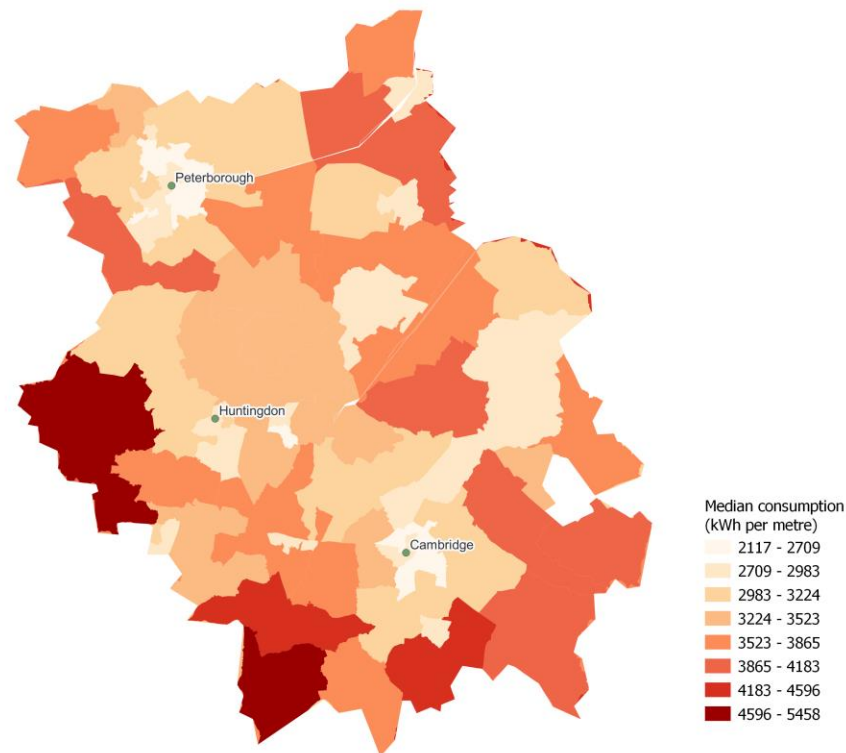 Peterborough
Huntingdon
Cambridge
Median consumption
(kWh per metre)
2117 - 2709
2709 - 2983
2983 - 3224
3224 - 3523
3523 - 3865
3865 - 4183
4183 - 4596
4596 - 5458